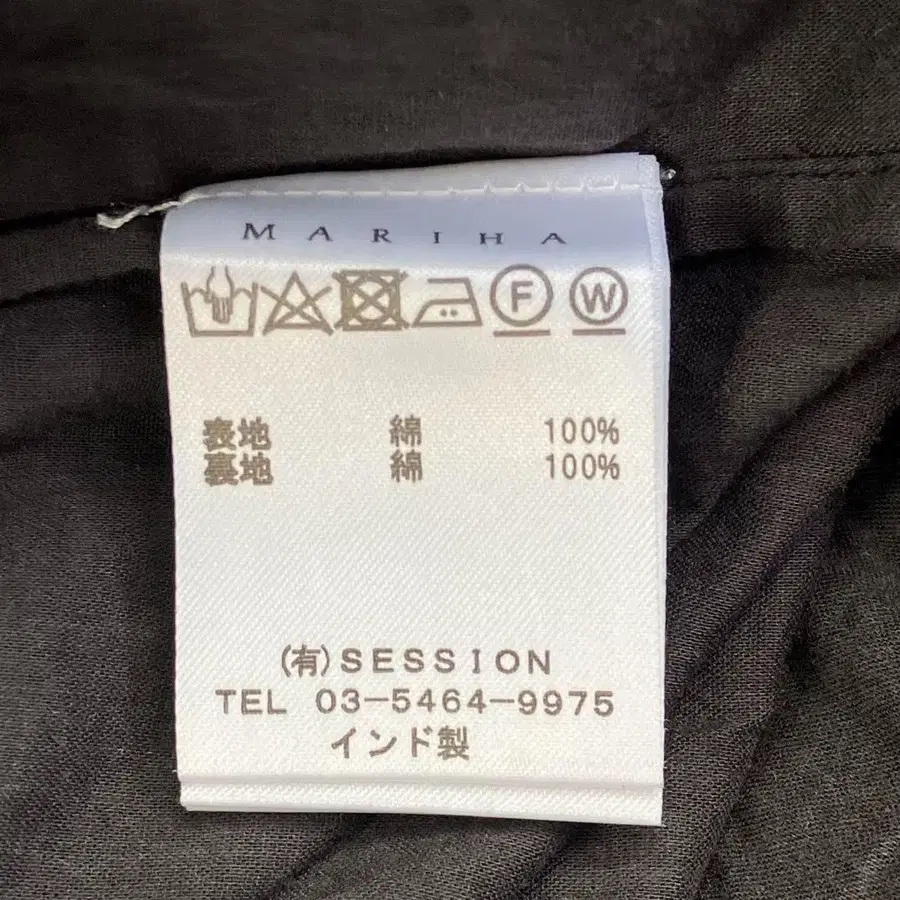 MARIHA
F W
表地 綿 100%
裏地 綿 100%
(有)SESSION
TEL 03-5464-9975
インド製